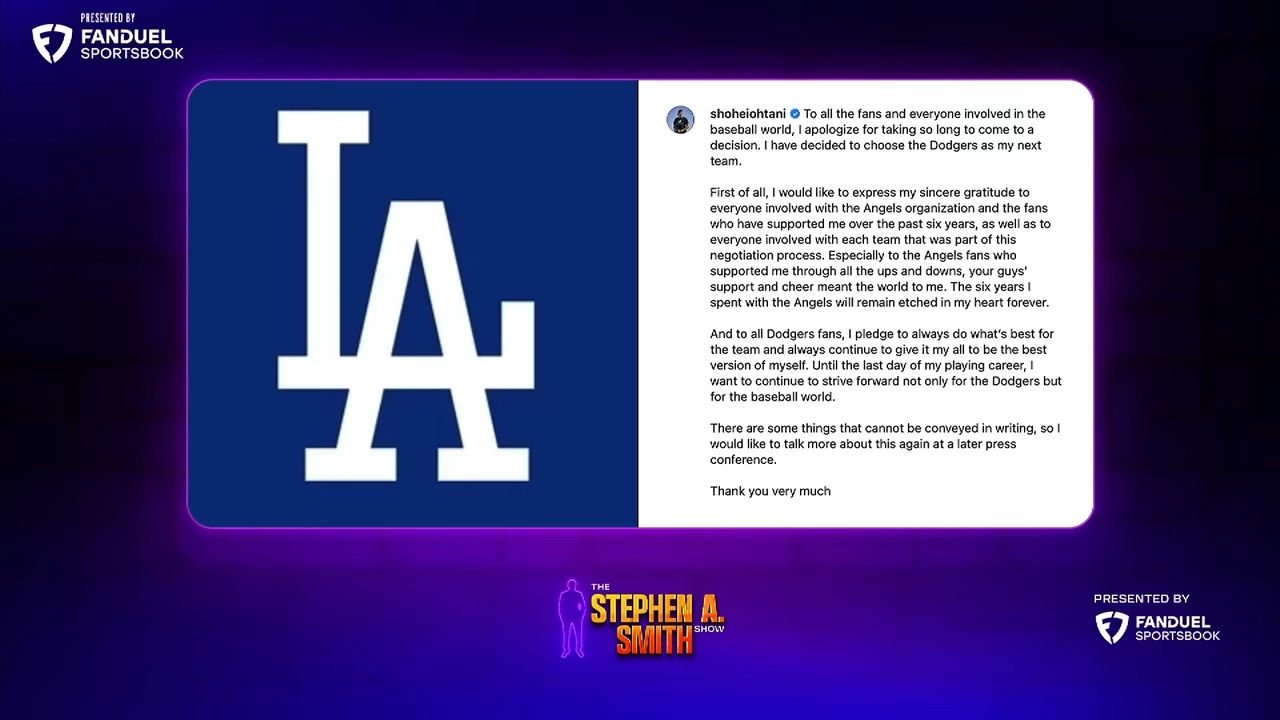 PRESENTED BY
FANDUEL
SPORTSBOOK
LA
shoheiohtani To all the fans and everyone involved in the
baseball world, I apologize for taking so long to come to a
decision. I have decided to choose the Dodgers as my next
team.
First of all, I would like to express my sincere gratitude to
everyone involved with the Angels organization and the fans
who have supported me over the past six years, as well as to
everyone involved with each team that was part of this
negotiation process. Especially to the Angels fans who
supported me through all the ups and downs, your guys'
support and cheer meant the world to me. The six years I
spent with the Angels will remain etched in my heart forever.
And to all Dodgers fans, I pledge to always do what's best for
the team and always continue to give it my all to be the best
version of myself. Until the last day of my playing career, I
want to continue to strive forward not only for the Dodgers but
for the baseball world.
There are some things that cannot be conveyed in writing, so I
would like to talk more about this again at a later press
conference.
Thank you very much
THE
STEPHEN A.
SMITH SHOW
PRESENTED BY
FANDUEL
SPORTSBOOK